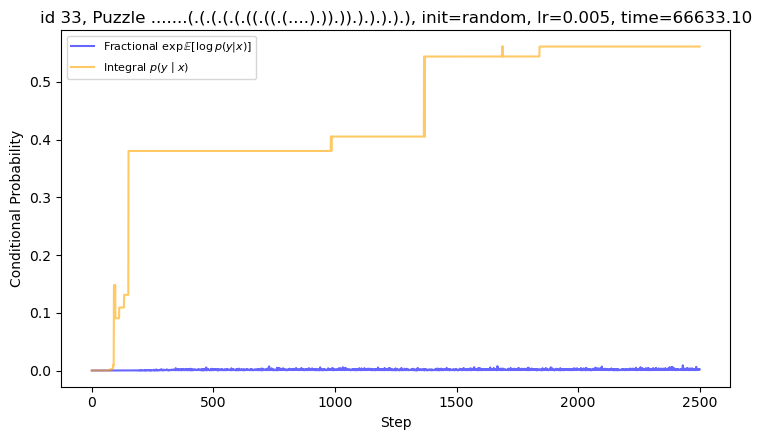 id 33, Puzzle .......(.(.(.(.(.((.((.(....).)).)).).).).).).), init=random, lr=0.005, time=66633.10
Fractional exp𝔼[log p(y|x)]
Integral p(y | x)
Conditional Probability
0.5
0.4
0.3
0.2
0.1
0.0
0 500 1000 1500 2000 2500
Step